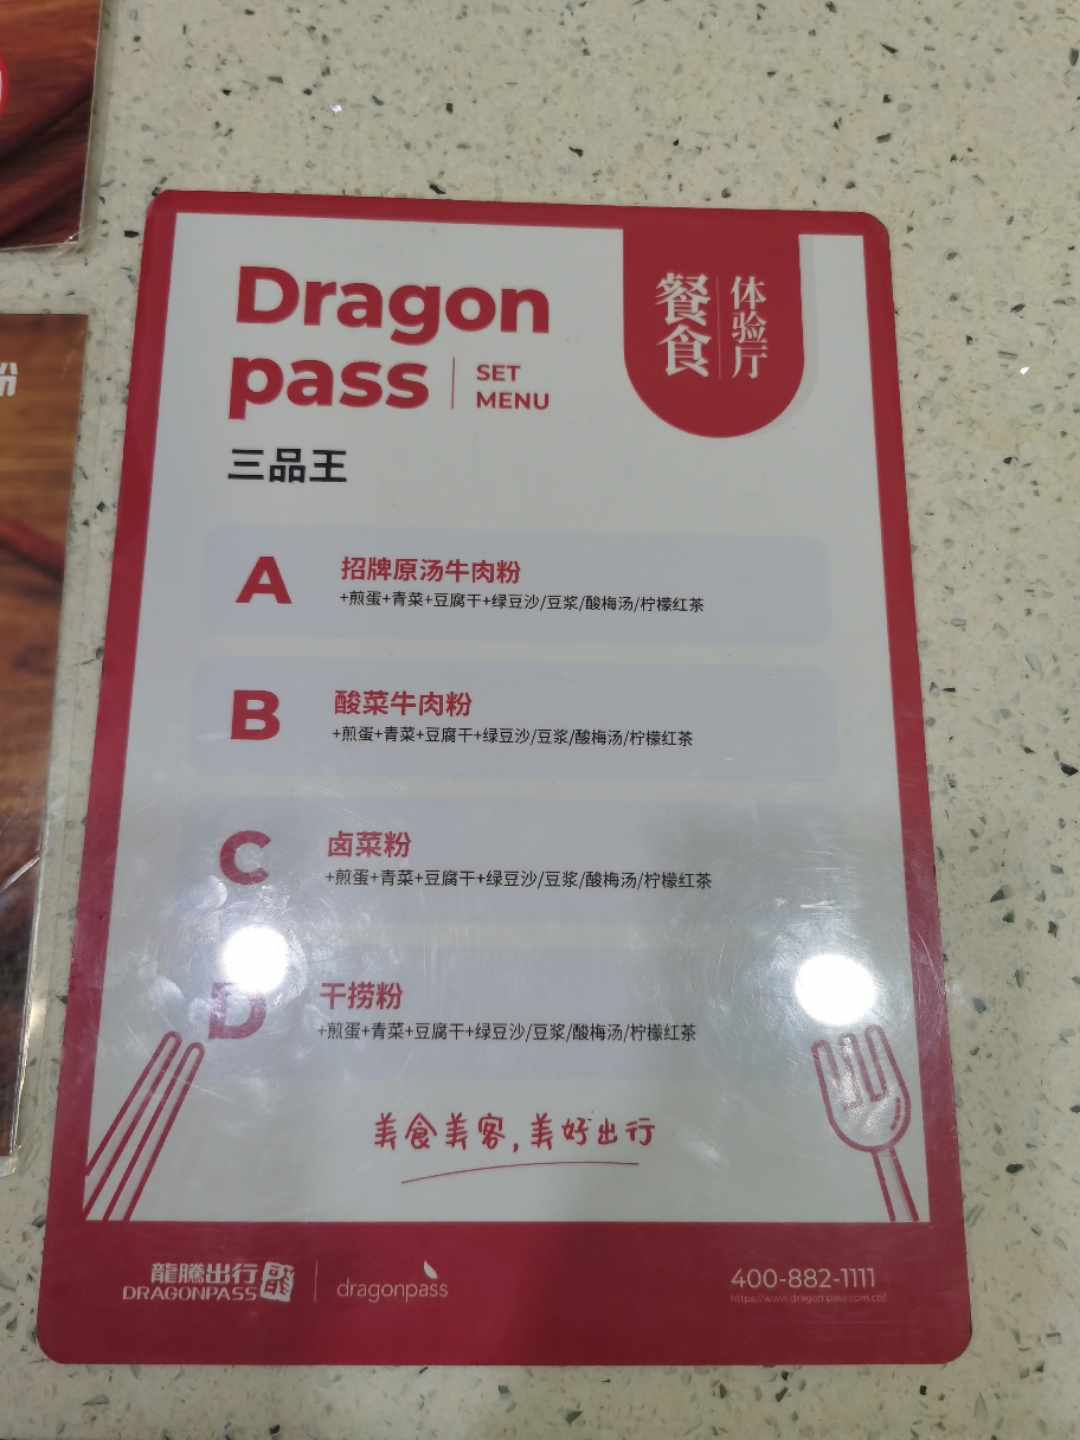 粉
Dragon
pass
SET
MENU
餐食
体验厅
三品王
A
招牌原汤牛肉粉
+煎蛋+青菜+豆腐干+绿豆沙/豆浆/酸梅汤/柠檬红茶
B
酸菜牛肉粉
+煎蛋+青菜+豆腐干+绿豆沙/豆浆/酸梅汤/柠檬红茶
C
卤菜粉
+煎蛋+青菜+豆腐干+绿豆沙/豆浆/酸梅汤/柠檬红茶
D
干捞粉
+煎蛋+青菜+豆腐干+绿豆沙/豆浆/酸梅汤/柠檬红茶
美食美客,美好出行
龍騰出行
DRAGONPASS
dragonpass
400-882-1111
https://www.dragonpass.com.cn/